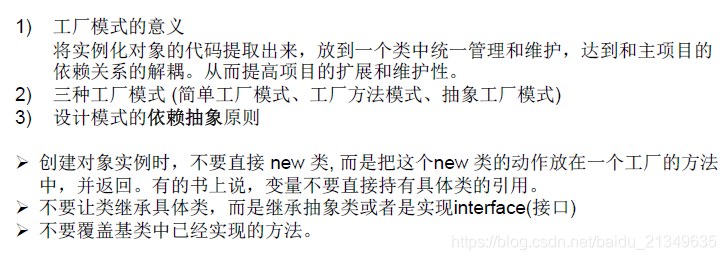 1) 工厂模式的意义
将实例化对象的代码提取出来，放到一个类中统一管理和维护，达到和主项目的
依赖关系的解耦。从而提高项目的扩展和维护性。
2) 三种工厂模式 (简单工厂模式、工厂方法模式、抽象工厂模式)
3) 设计模式的依赖抽象原则
➢ 创建对象实例时，不要直接 new 类, 而是把这个new 类的动作放在一个工厂的方法
中，并返回。有的书上说，变量不要直接持有具体类的引用。
➢ 不要让类继承具体类，而是继承抽象类或者是实现interface(接口)
➢ 不要覆盖基类中已经实现的方法。
https://blog.csdn.net/baidu_21349635